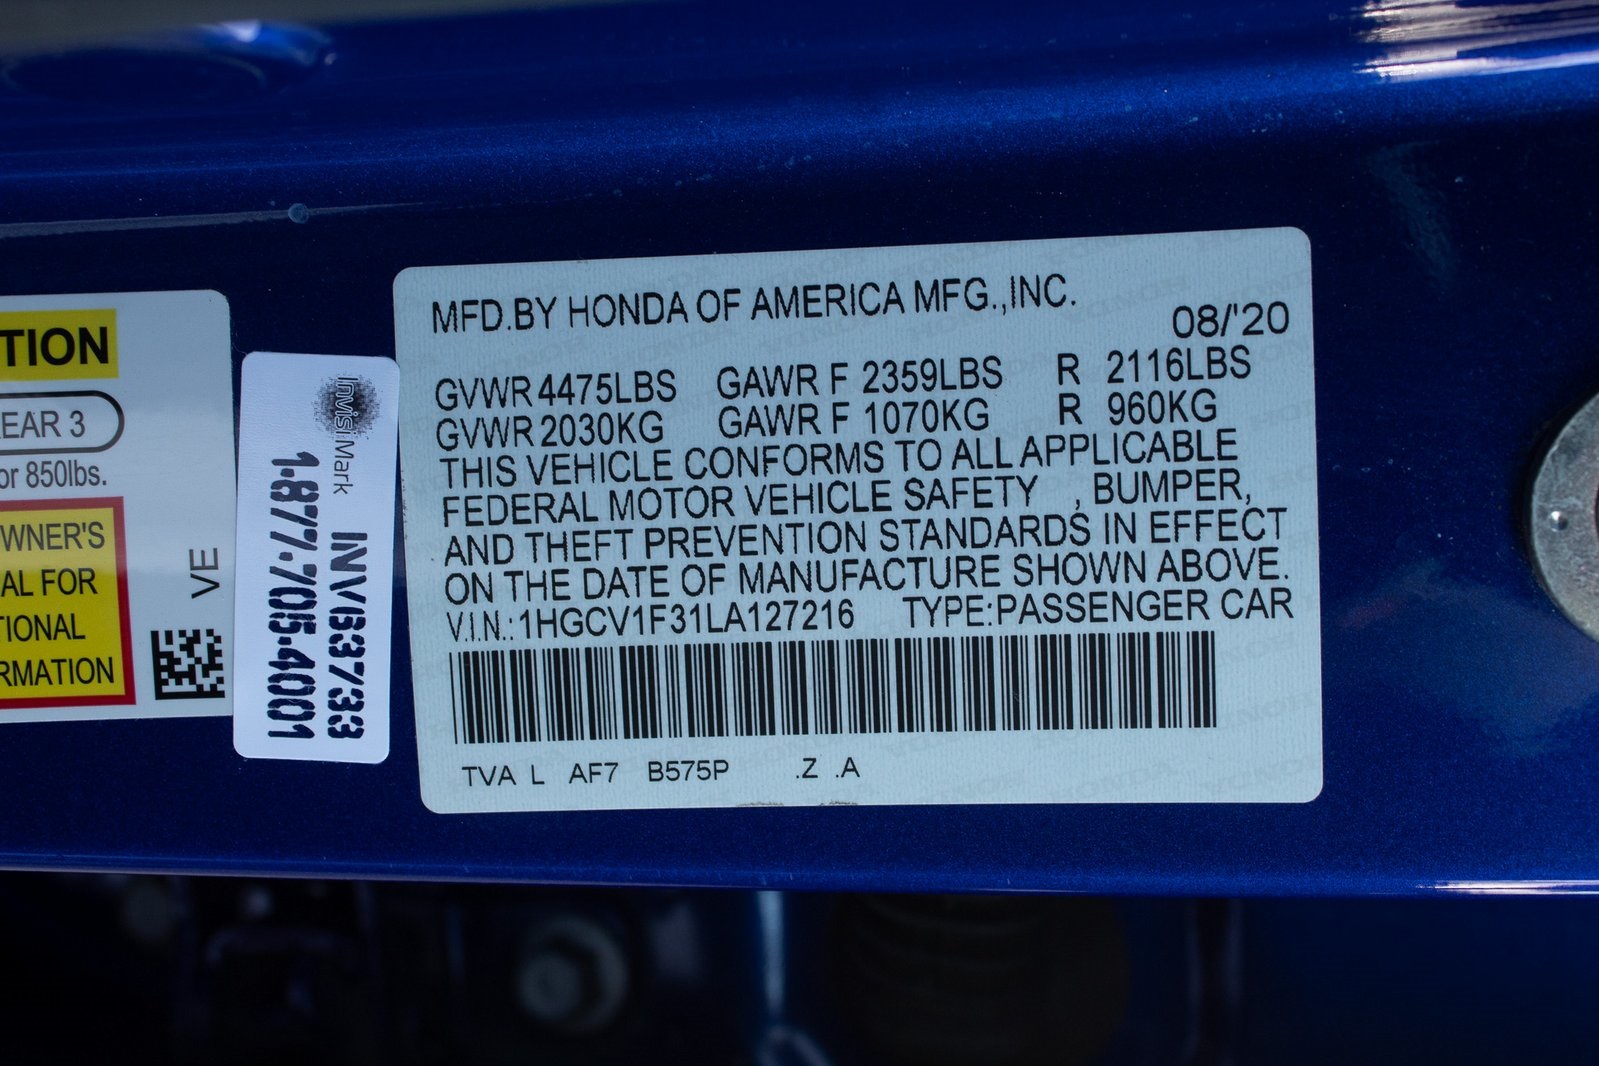 TION
EAR 3
or 850lbs.
WNER'S
AL FOR
TIONAL
RMATION
VE
InvisiMark
1.877.705.4001
INV637733
MFD.BY HONDA OF AMERICA MFG.,INC.
08/'20
GVWR 4475LBS GAWR F 2359LBS R 2116LBS
GVWR 2030KG GAWR F 1070KG R 960KG
THIS VEHICLE CONFORMS TO ALL APPLICABLE
FEDERAL MOTOR VEHICLE SAFETY , BUMPER,
AND THEFT PREVENTION STANDARDS IN EFFECT
ON THE DATE OF MANUFACTURE SHOWN ABOVE.
V.I.N.: 1HGCV1F31LA127216 TYPE:PASSENGER CAR
TVA L AF7 B575P .Z .A